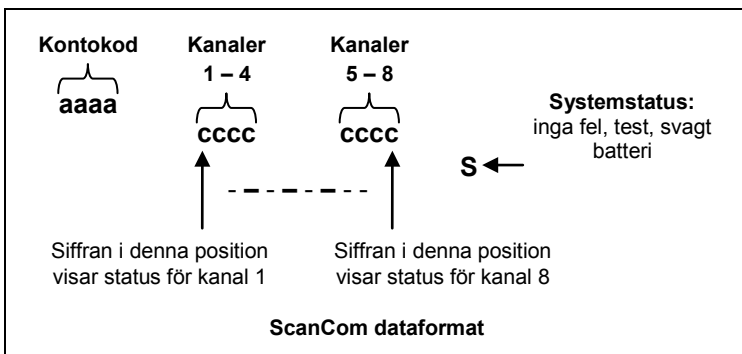 Kontokod
aaaa
Kanaler
1 – 4
cccc
Kanaler
5 – 8
cccc
Systemstatus:
inga fel, test, svagt
batteri
S
Siffran i denna position
visar status för kanal 1
Siffran i denna position
visar status för kanal 8
ScanCom dataformat